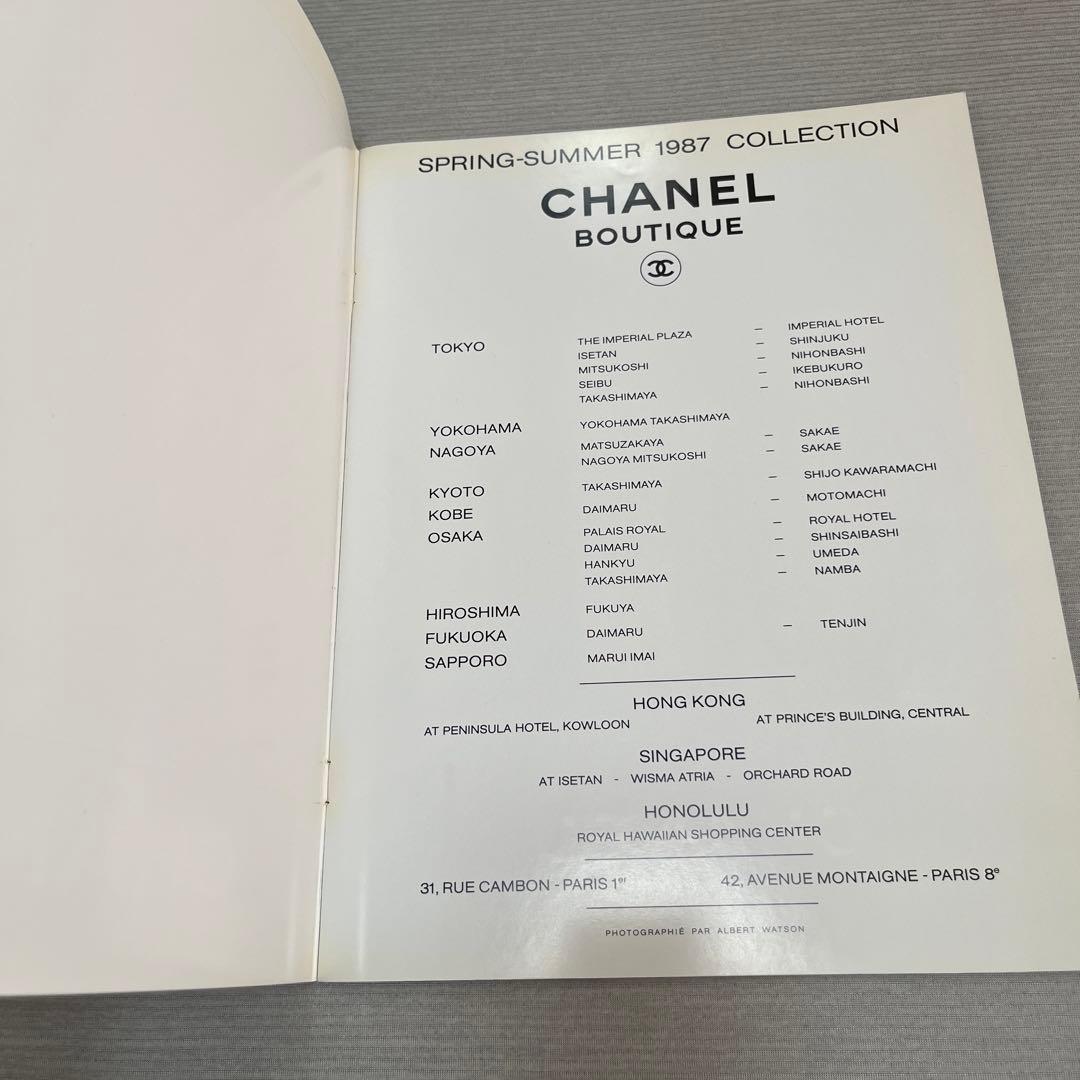 SPRING-SUMMER 1987 COLLECTION
CHANEL
BOUTIQUE
TOKYO THE IMPERIAL PLAZA – IMPERIAL HOTEL
ISETAN – SHINJUKU
MITSUKOSHI – NIHONBASHI
SEIBU – IKEBUKURO
TAKASHIMAYA – NIHONBASHI
YOKOHAMA YOKOHAMA TAKASHIMAYA
NAGOYA MATSUZAKAYA – SAKAE
NAGOYA MITSUKOSHI – SAKAE
KYOTO TAKASHIMAYA – SHIJO KAWARAMACHI
KOBE DAIMARU – MOTOMACHI
OSAKA PALAIS ROYAL – ROYAL HOTEL
DAIMARU – SHINSAIBASHI
HANKYU – UMEDA
TAKASHIMAYA – NAMBA
HIROSHIMA FUKUYA
FUKUOKA DAIMARU – TENJIN
SAPPORO MARUI IMAI
HONG KONG
AT PENINSULA HOTEL, KOWLOON AT PRINCE'S BUILDING, CENTRAL
SINGAPORE
AT ISETAN - WISMA ATRIA - ORCHARD ROAD
HONOLULU
ROYAL HAWAIIAN SHOPPING CENTER
31, RUE CAMBON - PARIS 1er 42, AVENUE MONTAIGNE - PARIS 8e
PHOTOGRAPHIÉ PAR ALBERT WATSON